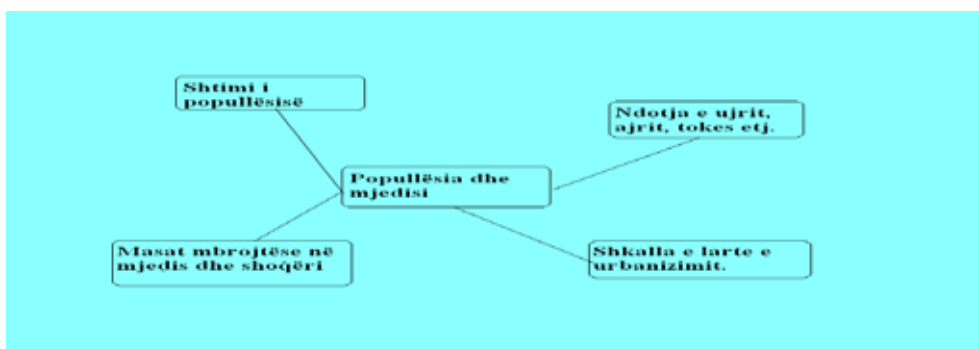 Shtimi i
popullësisë
Ndotja e ujrit,
ajrit, tokes etj.
Popullësia dhe
mjedisi
Masat mbrojtëse në
mjedis dhe shoqëri
Shkalla e larte e
urbanizimit.